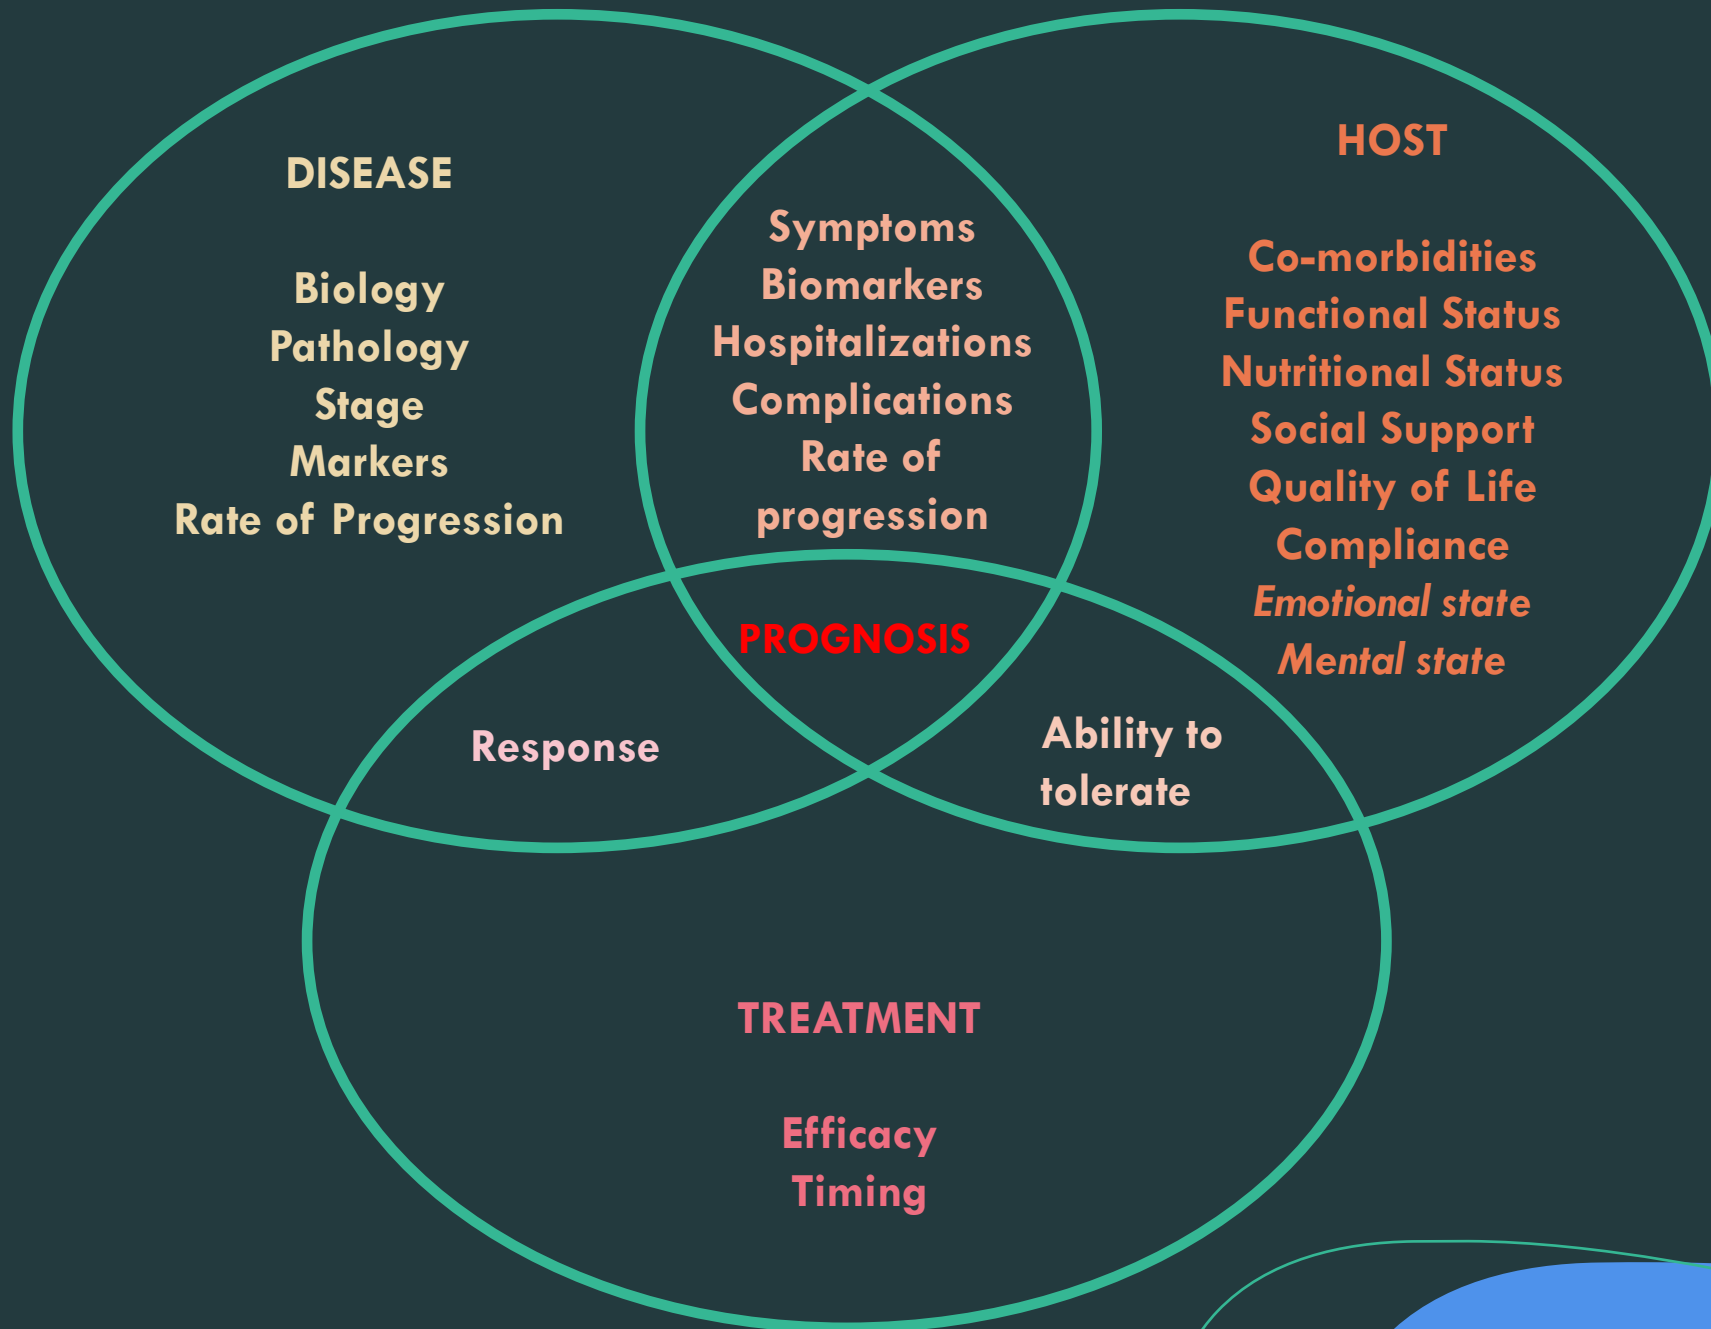 DISEASE
Biology
Pathology
Stage
Markers
Rate of Progression
Symptoms
Biomarkers
Hospitalizations
Complications
Rate of
progression
HOST
Co-morbidities
Functional Status
Nutritional Status
Social Support
Quality of Life
Compliance
Emotional state
Mental state
PROGNOSIS
Response
Ability to
tolerate
TREATMENT
Efficacy
Timing